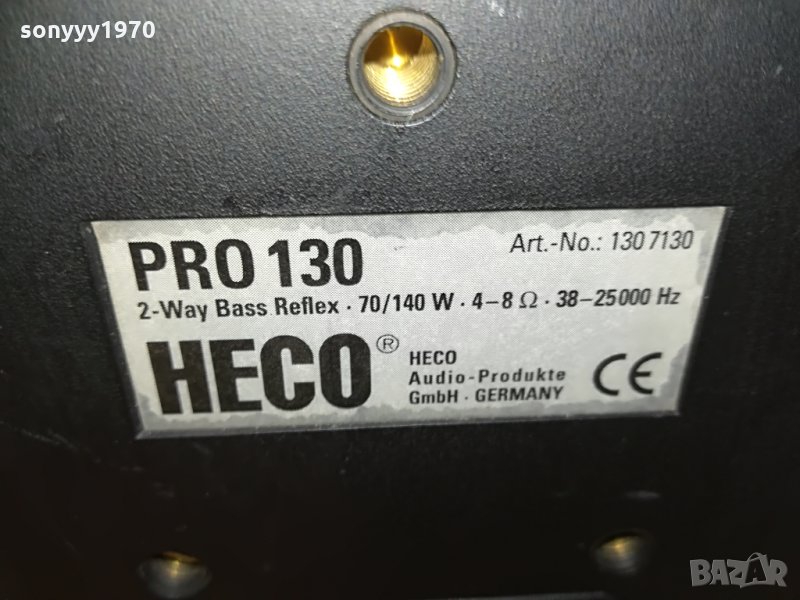 sonyyy1970
PRO 130
Art.-No.: 130 7130
2-Way Bass Reflex · 70/140 W · 4–8 Ω · 38–25000 Hz
HECO®
HECO
Audio-Produkte
GmbH · GERMANY
CE
BAZAR